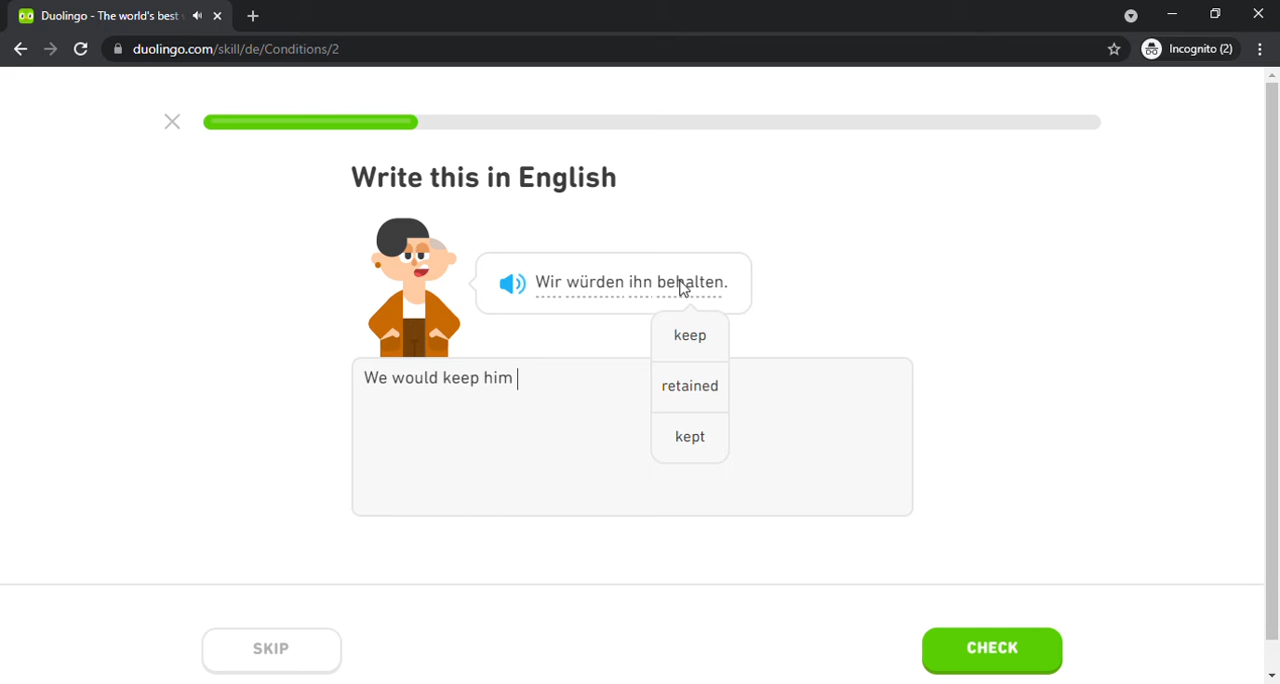 Duolingo - The world's best
duolingo.com/skill/de/Conditions/2
Incognito (2)
Write this in English
Wir würden ihn behalten.
keep
retained
kept
We would keep him
SKIP
CHECK